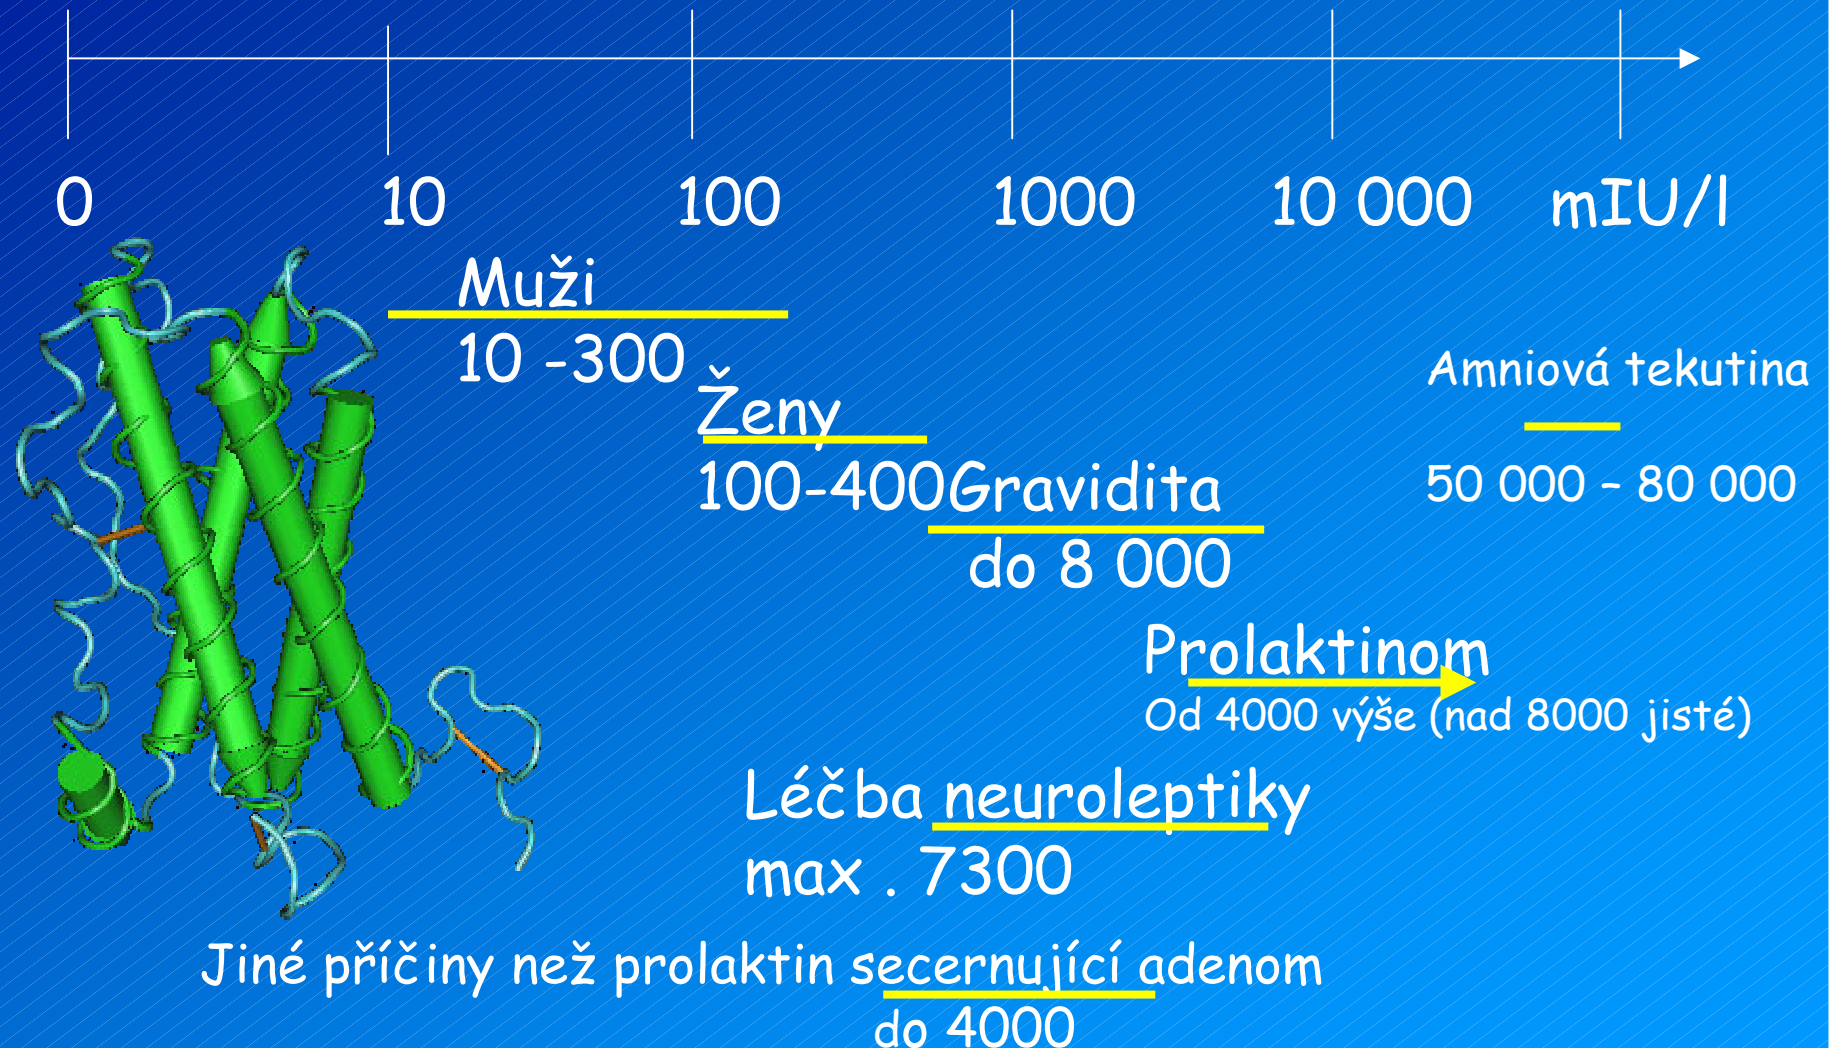 0 10 100 1000 10 000 mIU/l
Muži
10 -300
Ženy
100-400
Gravidita
do 8 000
Amniová tekutina
50 000 – 80 000
Prolaktinom
Od 4000 výše (nad 8000 jisté)
Léčba neuroleptiky
max . 7300
Jiné příčiny než prolaktin secernující adenom
do 4000